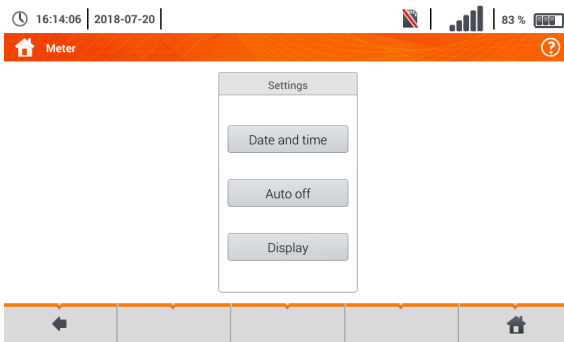 16:14:06 2018-07-20 83 %
Meter ?
Settings
Date and time
Auto off
Display